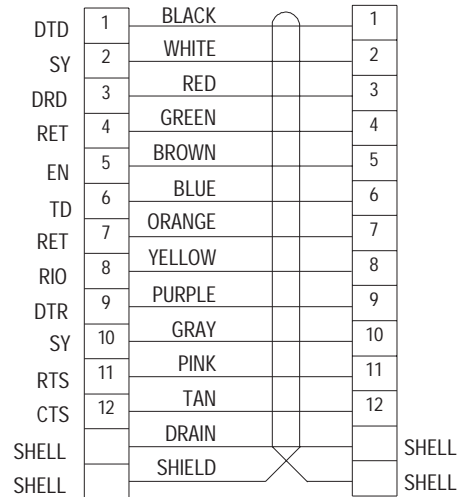 DTD 1 BLACK 1
SY 2 WHITE 2
DRD 3 RED 3
RET 4 GREEN 4
EN 5 BROWN 5
TD 6 BLUE 6
RET 7 ORANGE 7
RIO 8 YELLOW 8
DTR 9 PURPLE 9
SY 10 GRAY 10
RTS 11 PINK 11
CTS 12 TAN 12
SHELL DRAIN SHELL
SHELL SHIELD SHELL